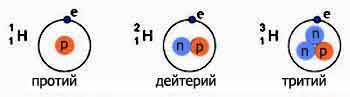 ¹₁H e p
протий
²₁H e n p
дейтерий
³₁H e n n p
тритий